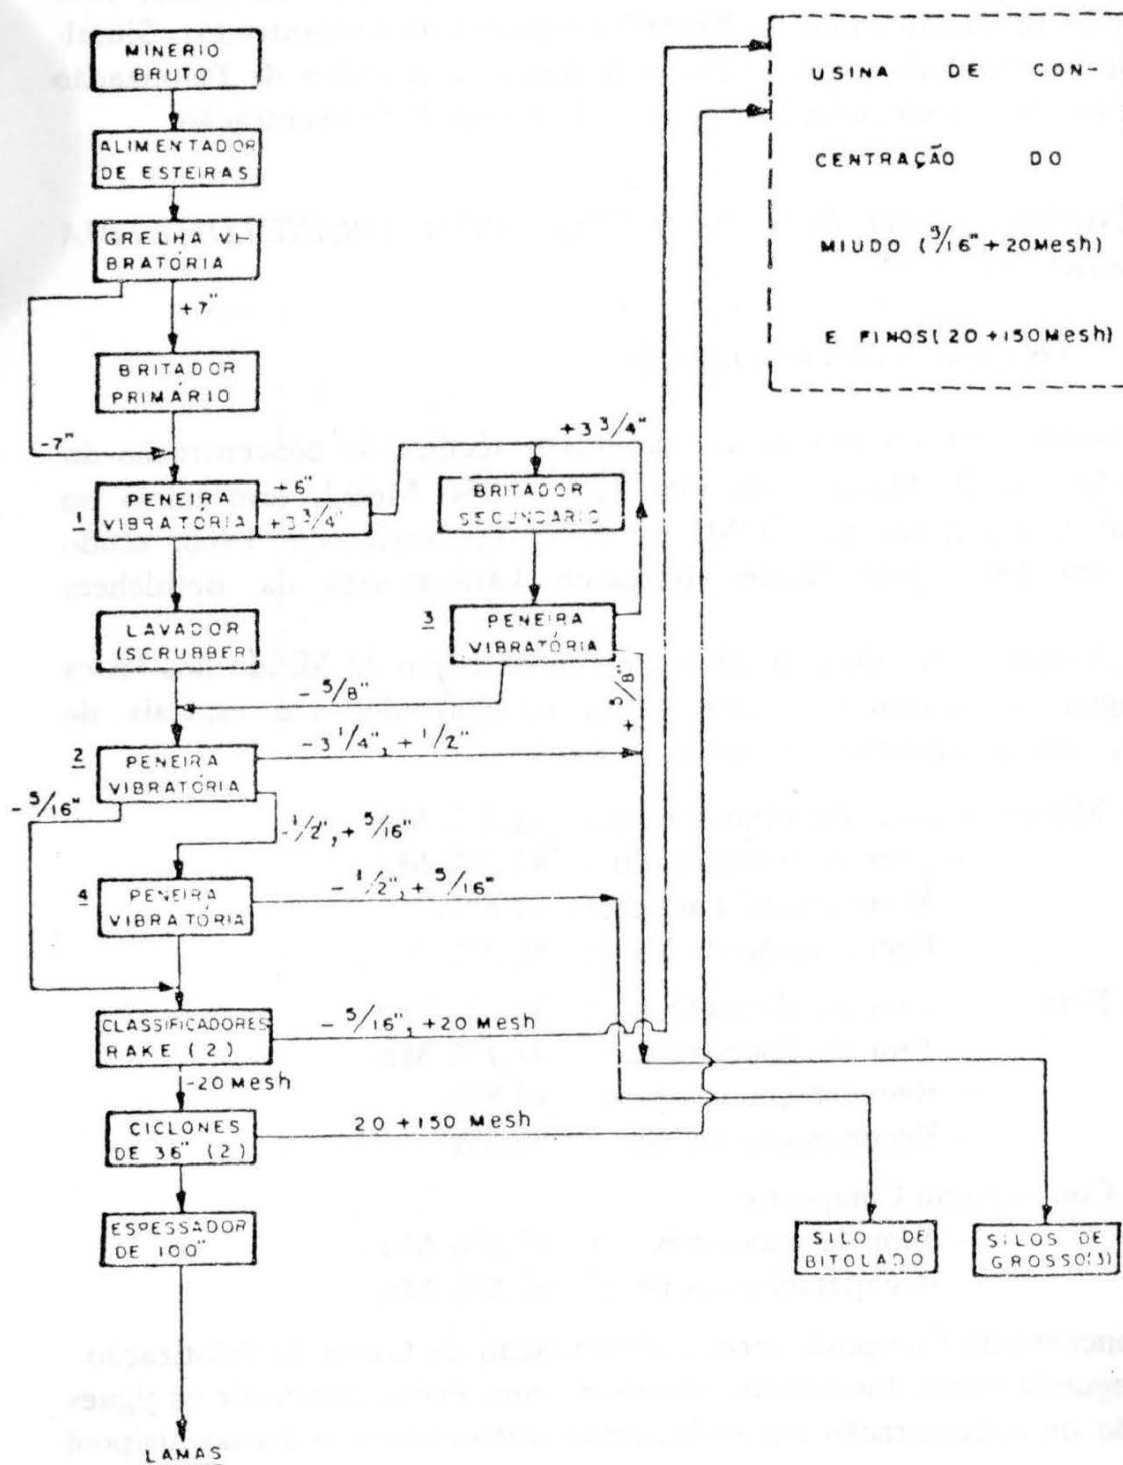 MINERIO
BRUTO
ALIMENTADOR
DE ESTEIRAS
GRELHA VI-
BRATÓRIA
+7"
BRITADOR
PRIMÁRIO
-7"
1
PENEIRA
VIBRATÓRIA
+6"
+3 3/4"
+3 3/4"
BRITADOR
SECUNDÁRIO
LAVADOR
(SCRUBBER)
3
PENEIRA
VIBRATÓRIA
- 5/8"
+ 5/8"
2
PENEIRA
VIBRATÓRIA
-3 1/4", + 1/2"
- 5/16"
-1/2", + 5/16"
4
PENEIRA
VIBRATÓRIA
- 1/2", + 5/16"
CLASSIFICADORES
RAKE (2)
- 5/16", +20 Mesh
-20 Mesh
CICLONES
DE 36" (2)
20 +150 Mesh
ESPESSADOR
DE 100"
LAMAS
SILO DE
BITOLADO
SILOS DE
GROSSO(3)
USINA DE CON-
CENTRAÇÃO DO
MIUDO (5/16" + 20Mesh)
E FINOS(20 +150Mesh)